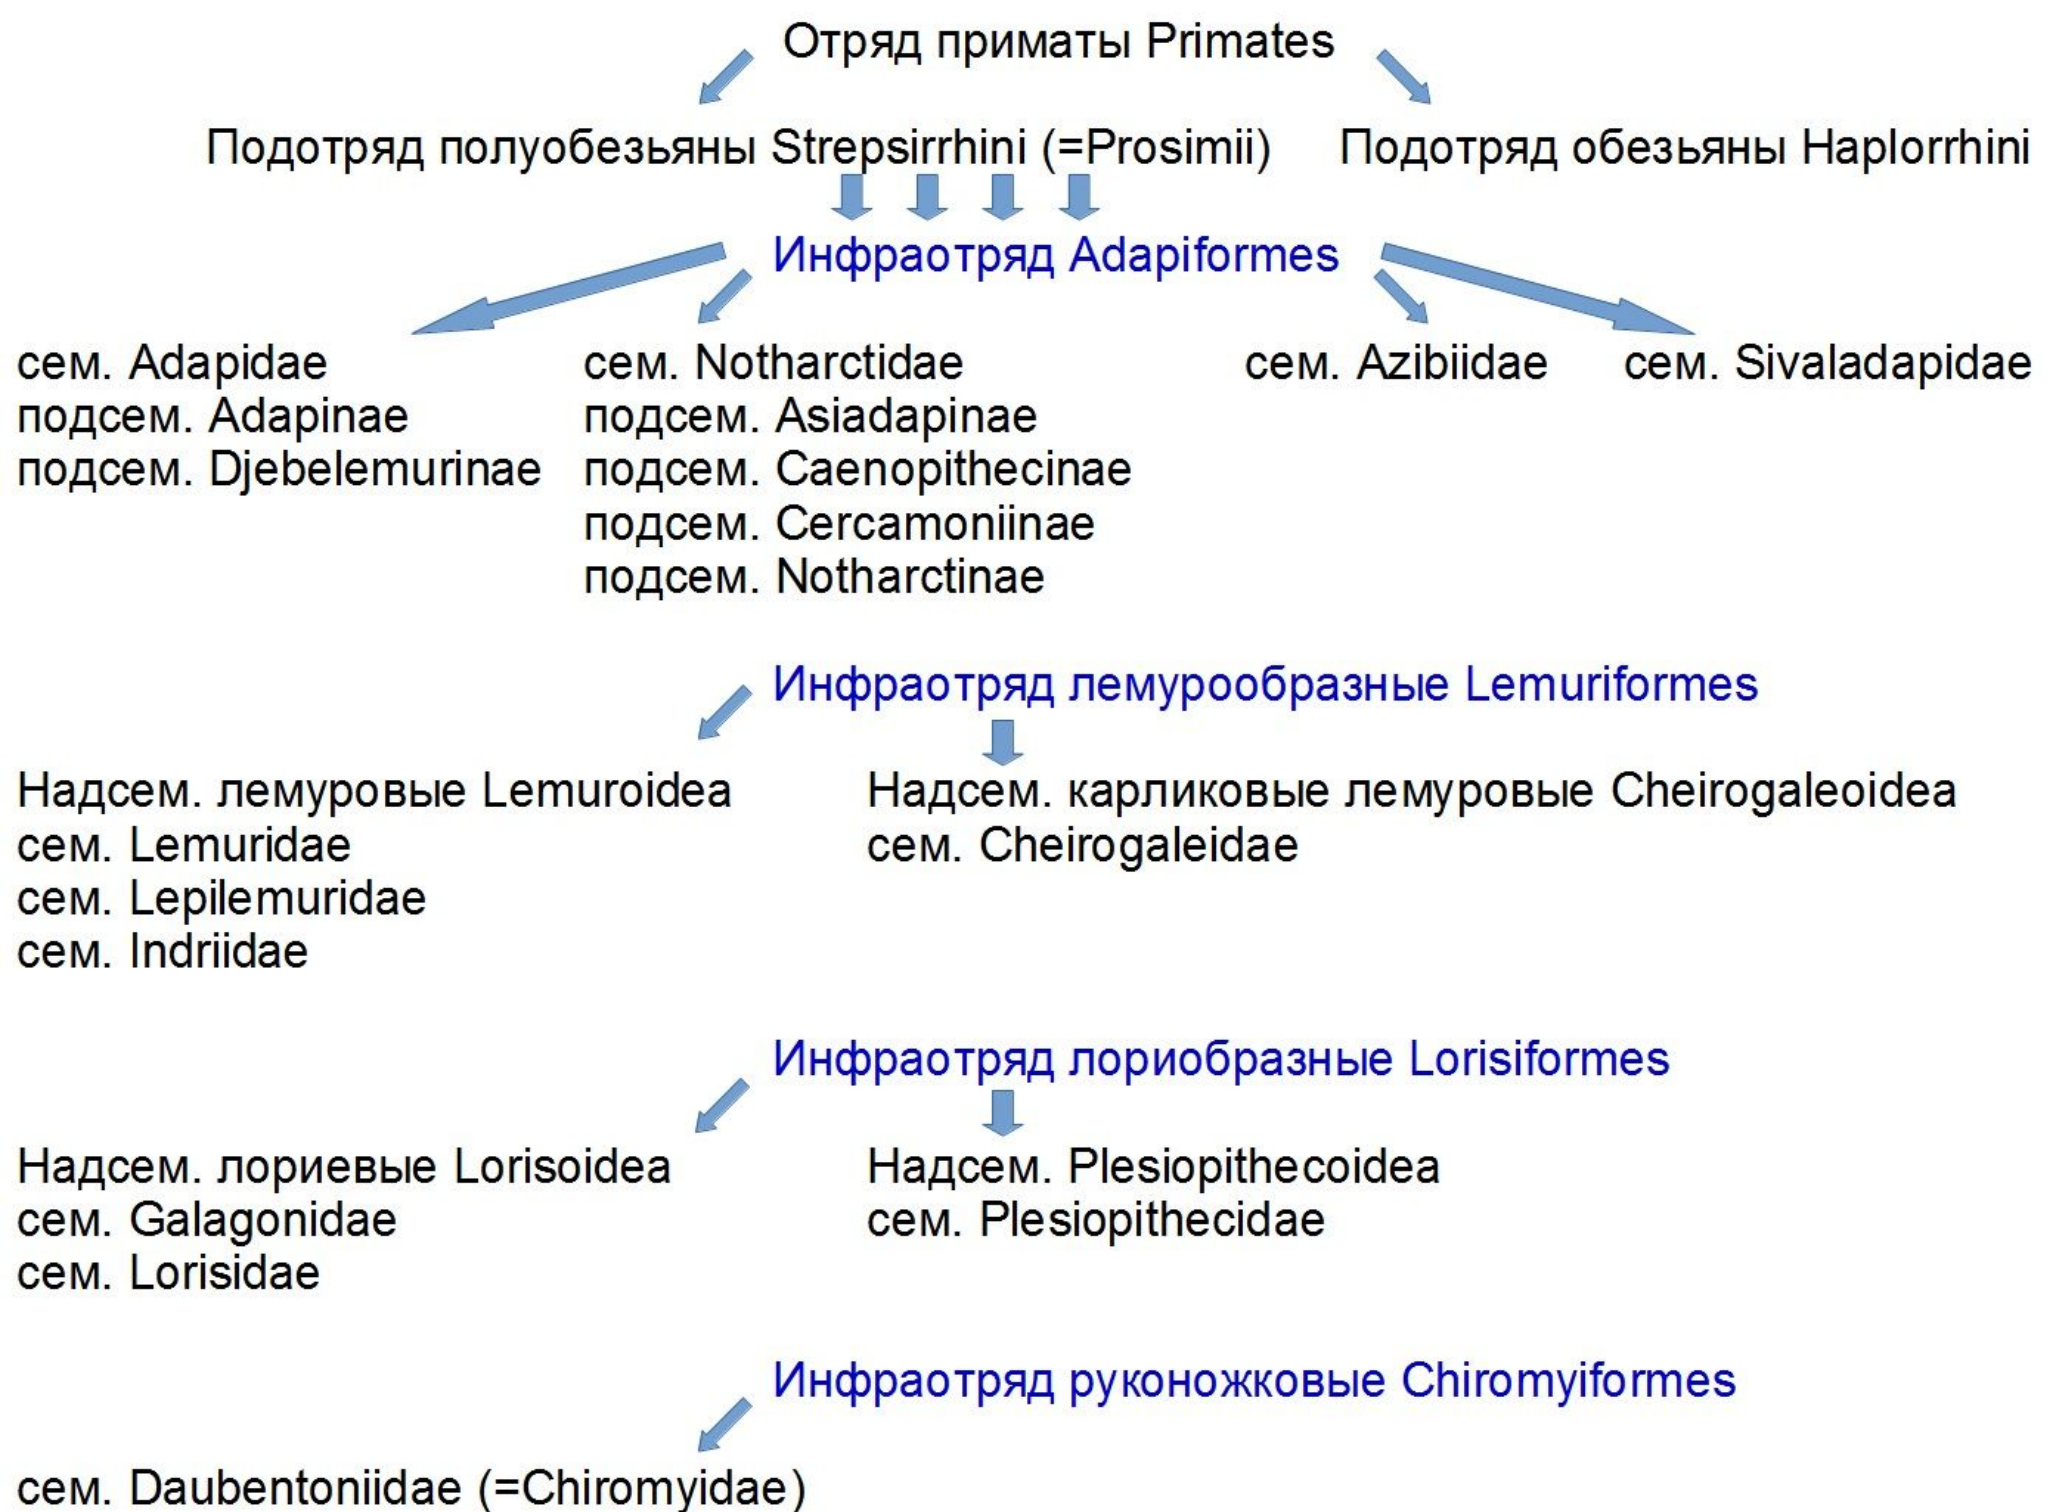 Отряд приматы Primates
Подотряд полуобезьяны Strepsirrhini (=Prosimii)
Подотряд обезьяны Haplorrhini
Инфраотряд Adapiformes
сем. Adapidae
подсем. Adapinae
подсем. Djebelemurinae
сем. Notharctidae
подсем. Asiadapinae
подсем. Caenopithecinae
подсем. Cercamoniinae
подсем. Notharctinae
сем. Azibiidae
сем. Sivaladapidae
Инфраотряд лемурообразные Lemuriformes
Надсем. лемуровые Lemuroidea
сем. Lemuridae
сем. Lepilemuridae
сем. Indriidae
Надсем. карликовые лемуровые Cheirogaleoidea
сем. Cheirogaleidae
Инфраотряд лориобразные Lorisiformes
Надсем. лориевые Lorisoidea
сем. Galagonidae
сем. Lorisidae
Надсем. Plesiopithecoidea
сем. Plesiopithecidae
Инфраотряд руконожковые Chiromyiformes
сем. Daubentoniidae (=Chiromyidae)